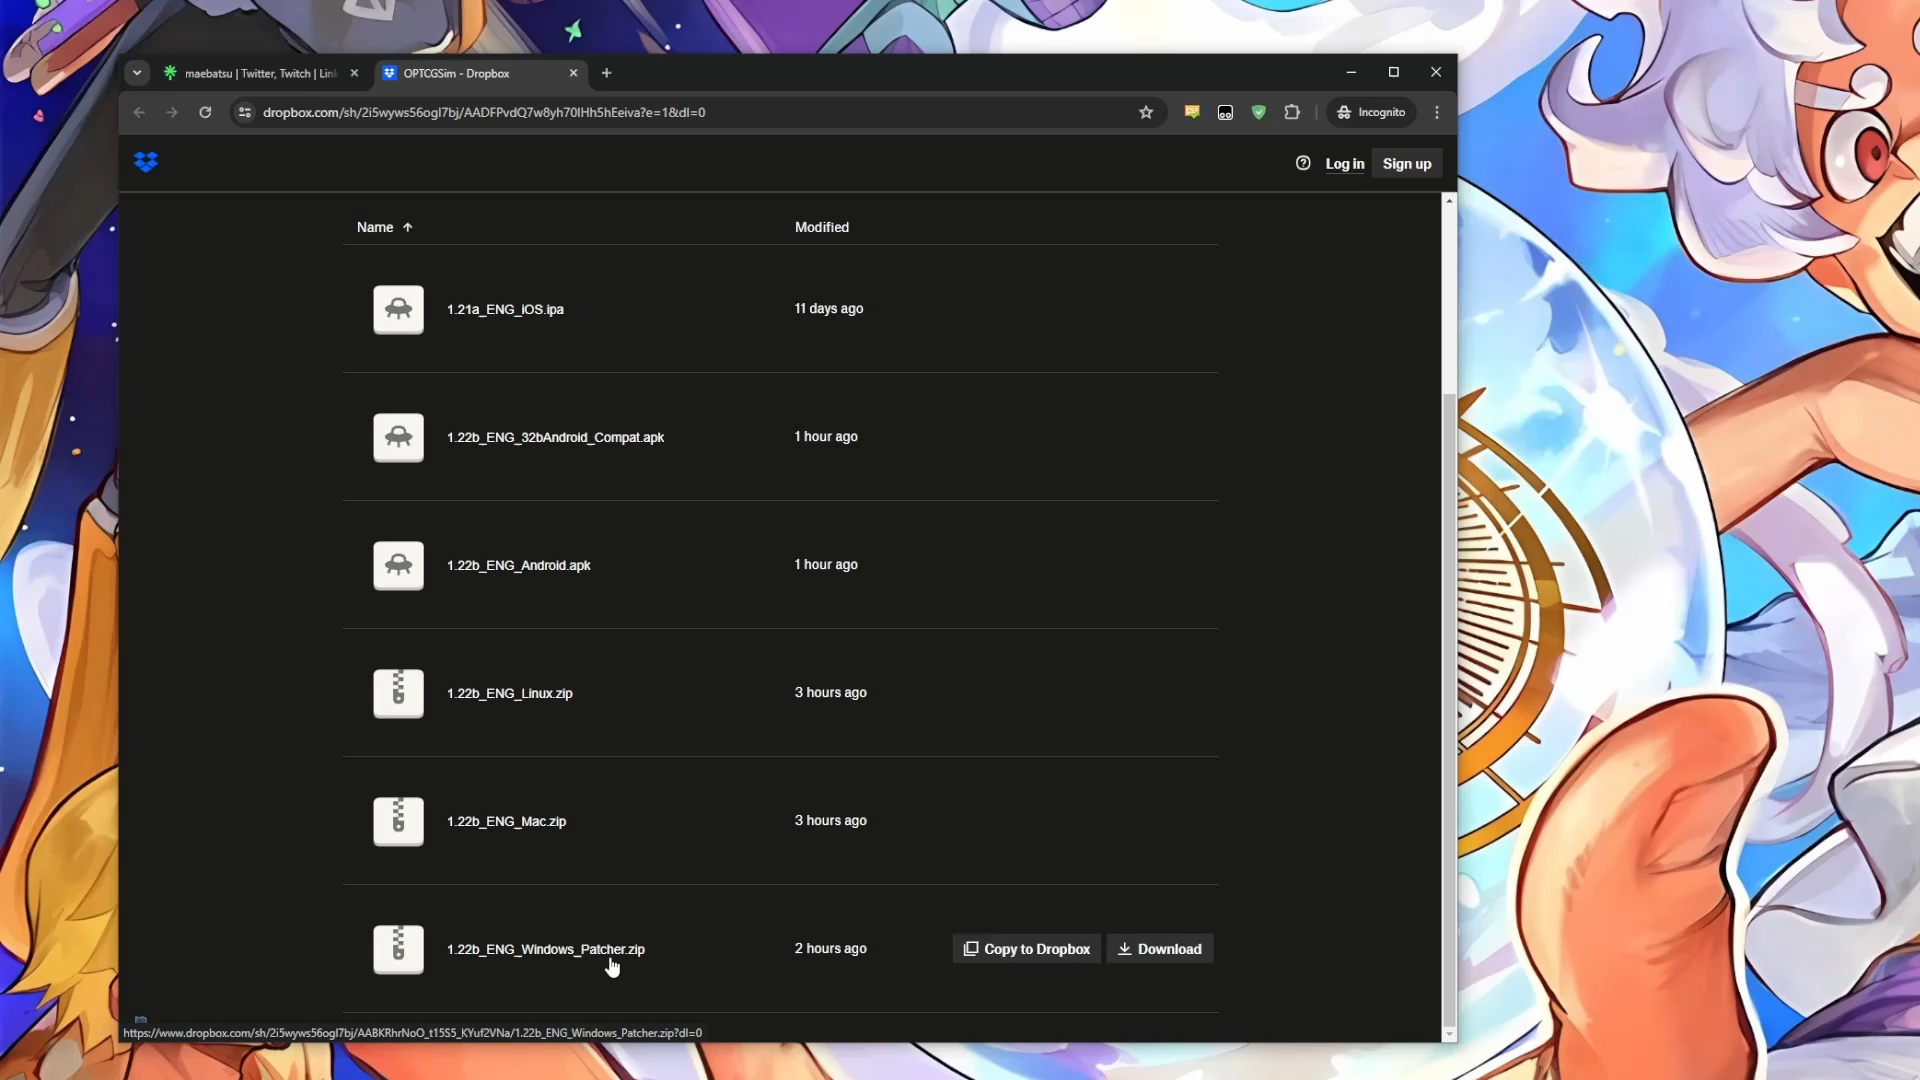 maebatsu | Twitter, Twitch | Link
OPTCGSim - Dropbox
dropbox.com/sh/2i5wyws56ogl7bj/AADFPvdQ7w8yh70IHh5hEeiva?e=1&dl=0
Incognito
Log in
Sign up
Name
Modified
1.21a_ENG_iOS.ipa
11 days ago
1.22b_ENG_32bAndroid_Compat.apk
1 hour ago
1.22b_ENG_Android.apk
1 hour ago
1.22b_ENG_Linux.zip
3 hours ago
1.22b_ENG_Mac.zip
3 hours ago
1.22b_ENG_Windows_Patcher.zip
2 hours ago
Copy to Dropbox
Download
https://www.dropbox.com/sh/2i5wyws56ogl7bj/AABKRhrNoO_t15S5_KYuf2VNa/1.22b_ENG_Windows_Patcher.zip?dl=0